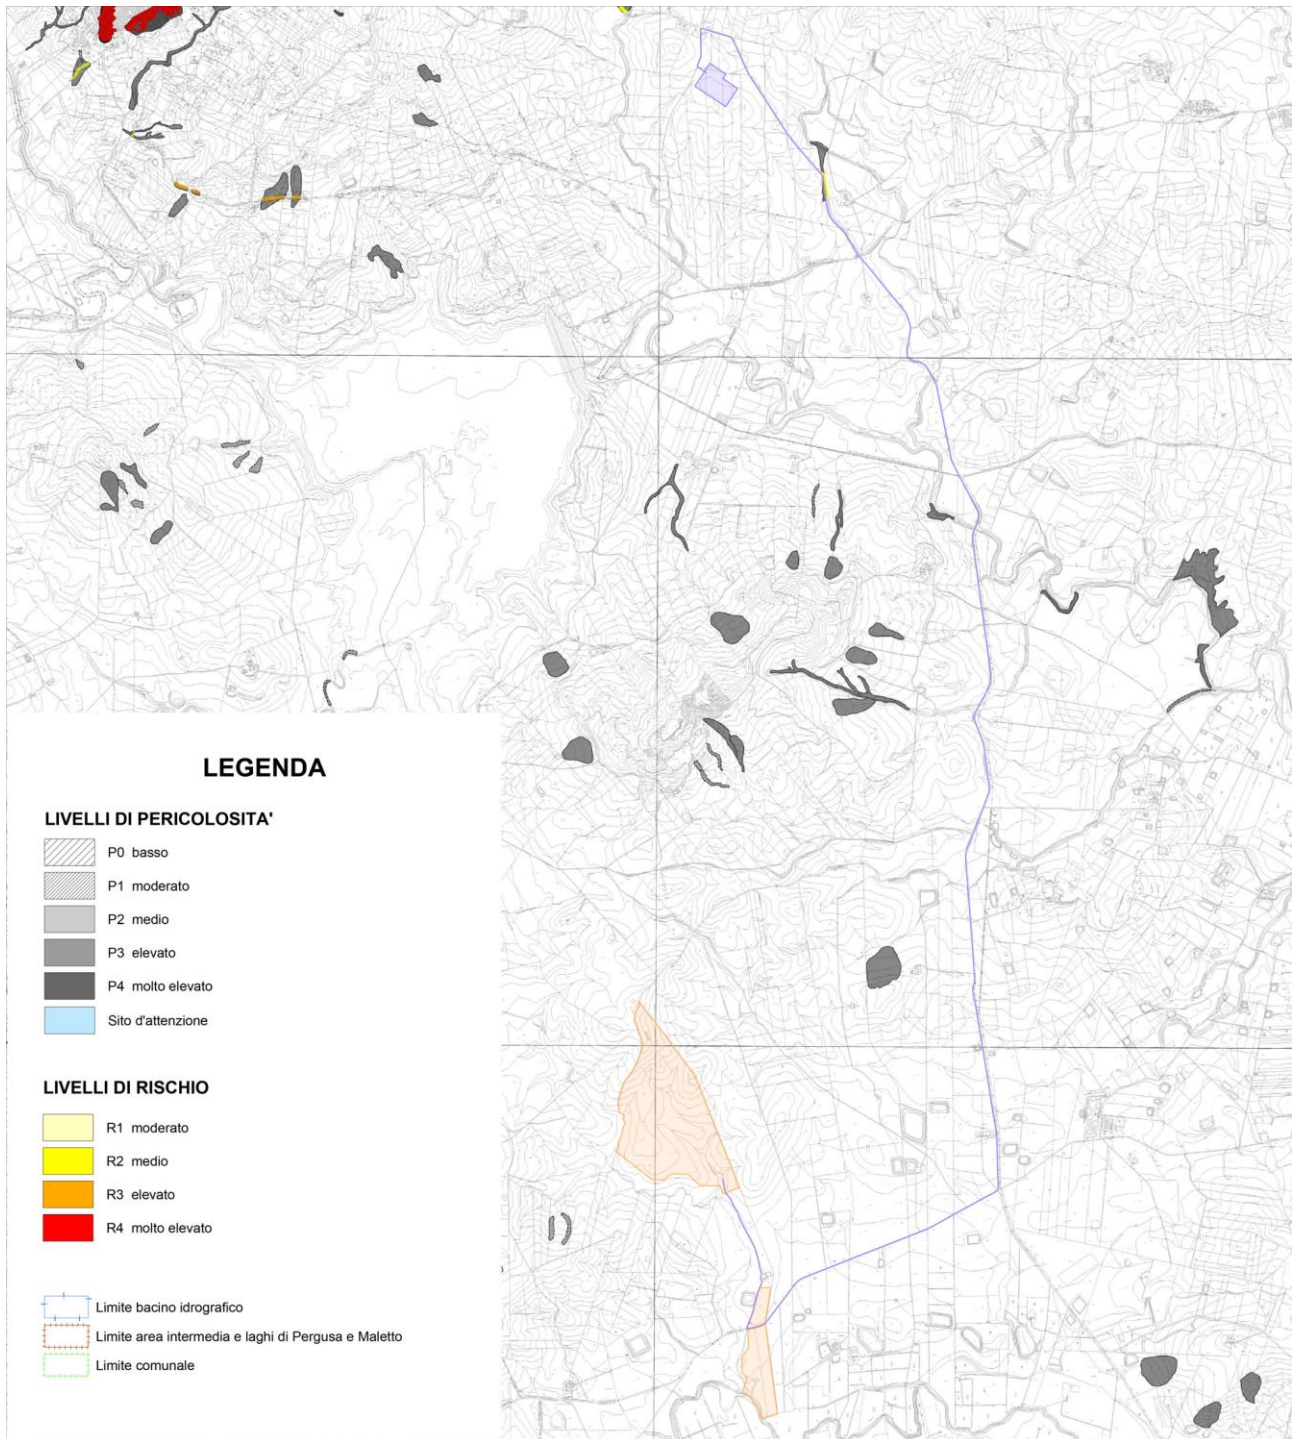 LEGENDA
LIVELLI DI PERICOLOSITA'
P0 basso
P1 moderato
P2 medio
P3 elevato
P4 molto elevato
Sito d'attenzione
LIVELLI DI RISCHIO
R1 moderato
R2 medio
R3 elevato
R4 molto elevato
Limite bacino idrografico
Limite area intermedia e laghi di Pergusa e Maletto
Limite comunale